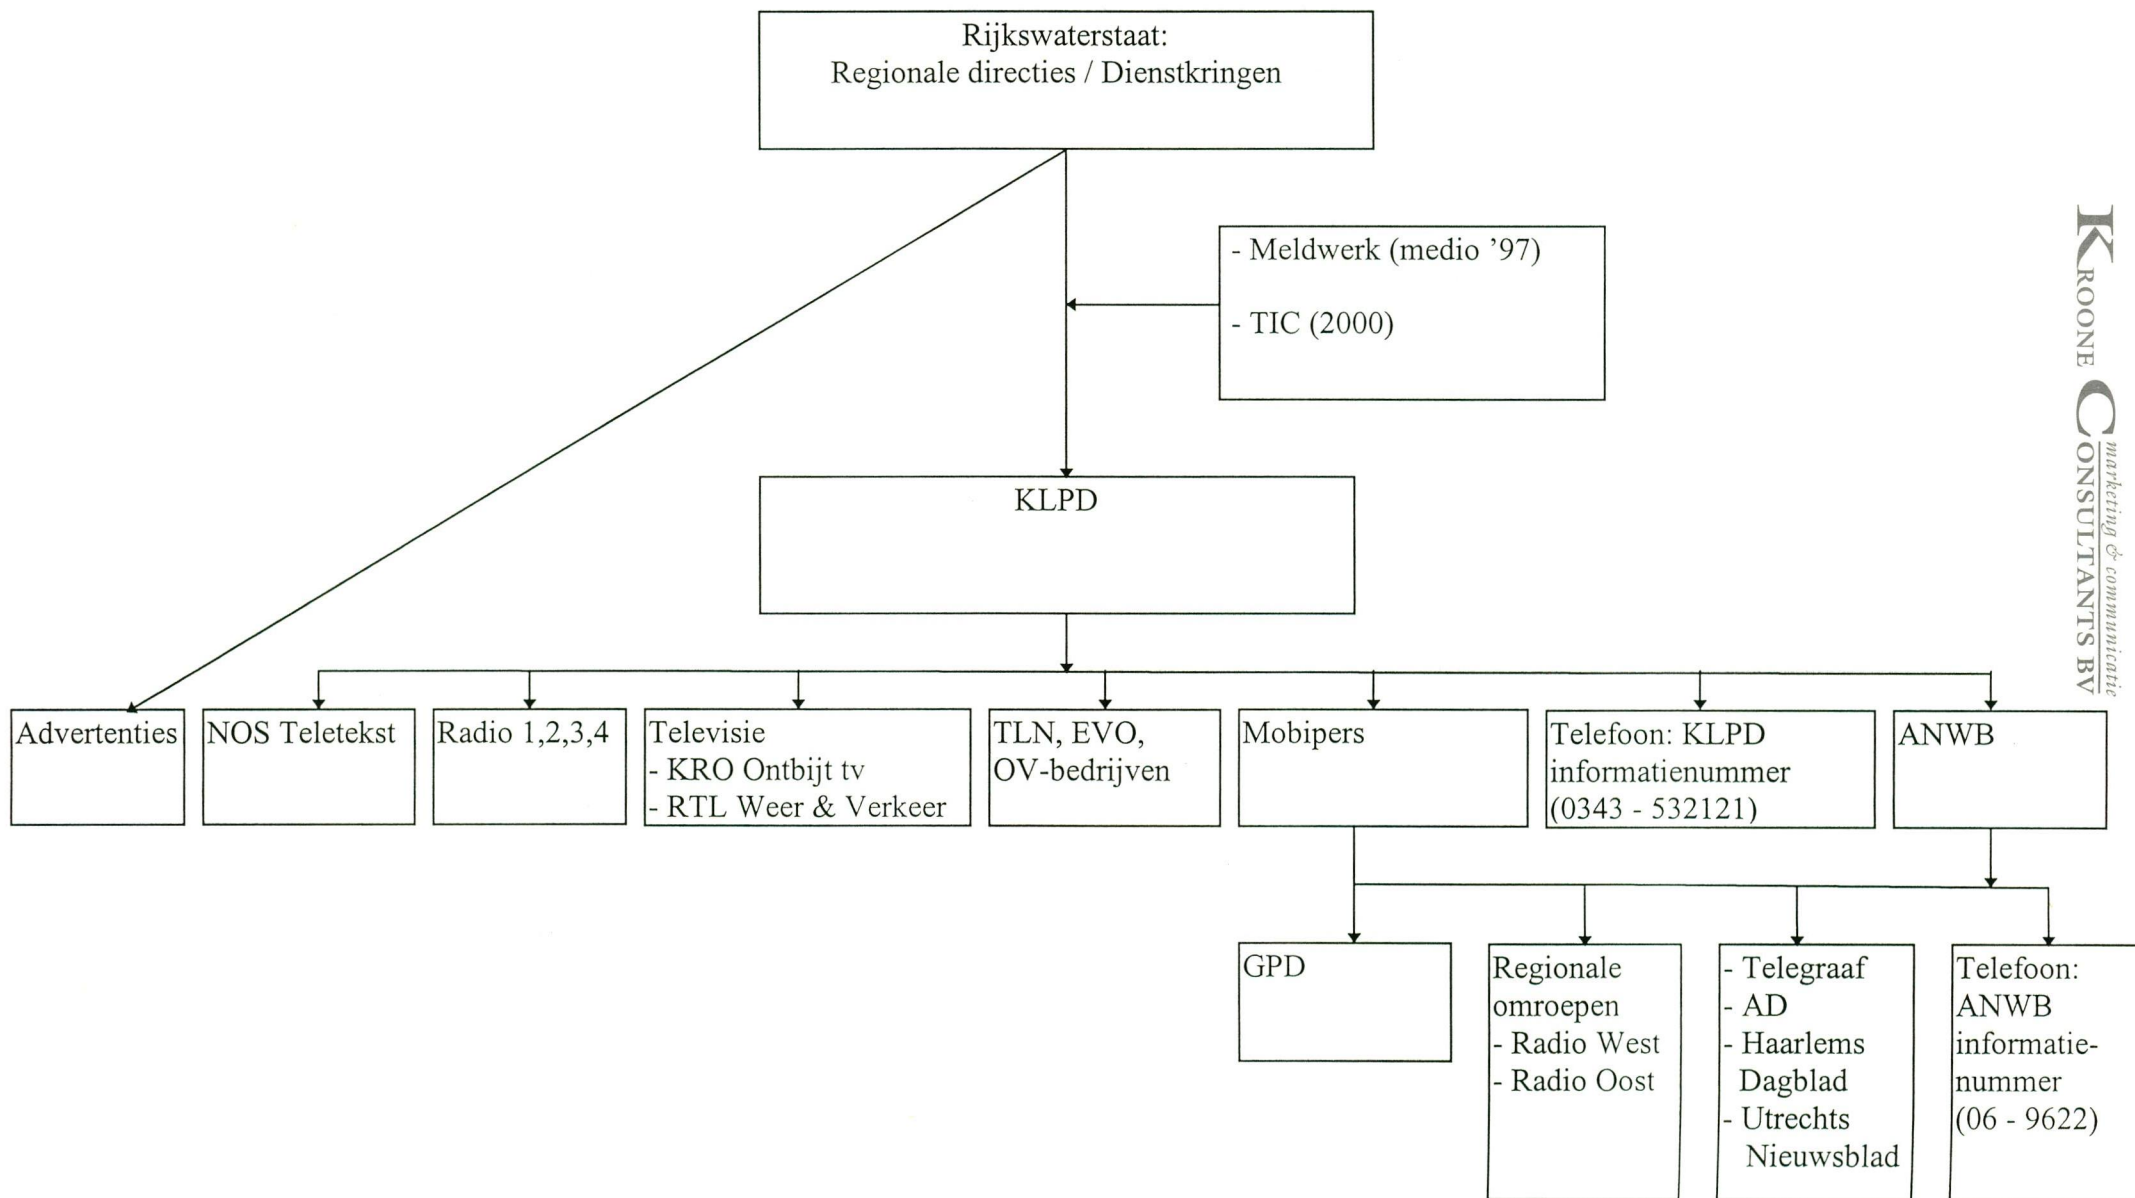 Rijkswaterstaat:
Regionale directies / Dienstkringen
- Meldwerk (medio ’97)
- TIC (2000)
KROONE CONSULTANTS BV
marketing & communicatie
KLPD
Advertenties
NOS Teletekst
Radio 1,2,3,4
Televisie
- KRO Ontbijt tv
- RTL Weer & Verkeer
TLN, EVO,
OV-bedrijven
Mobipers
Telefoon: KLPD
informatienummer
(0343 - 532121)
ANWB
GPD
Regionale
omroepen
- Radio West
- Radio Oost
- Telegraaf
- AD
- Haarlems
Dagblad
- Utrechts
Nieuwsblad
Telefoon:
ANWB
informatie-
nummer
(06 - 9622)